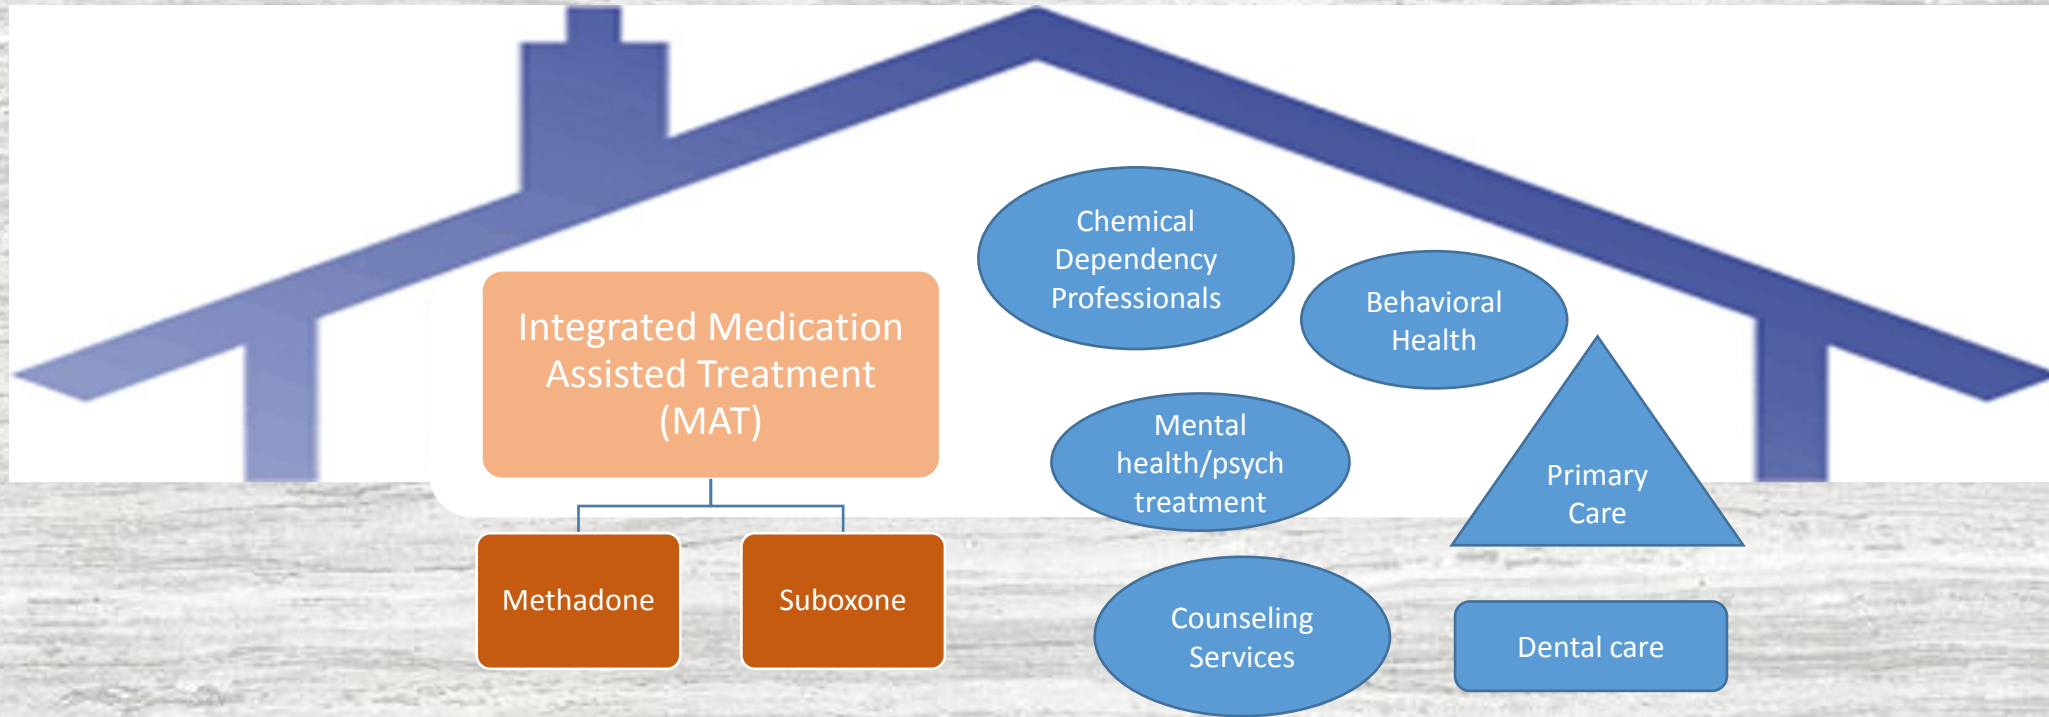 Integrated Medication
Assisted Treatment
(MAT)
Methadone
Suboxone
Chemical
Dependency
Professionals
Behavioral
Health
Mental
health/psych
treatment
Primary
Care
Counseling
Services
Dental care